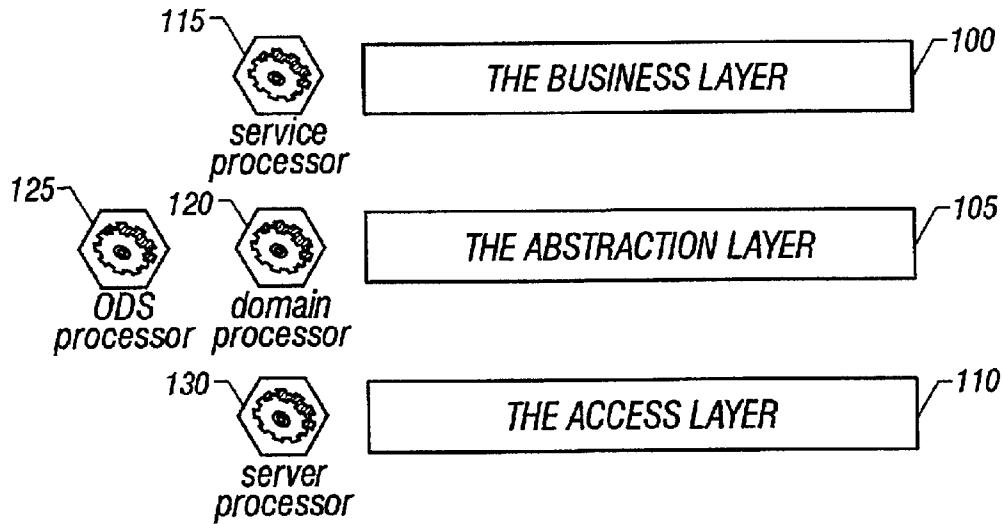 115
THE BUSINESS LAYER
100
service
processor
125
120
THE ABSTRACTION LAYER
105
ODS
processor
domain
processor
130
THE ACCESS LAYER
110
server
processor